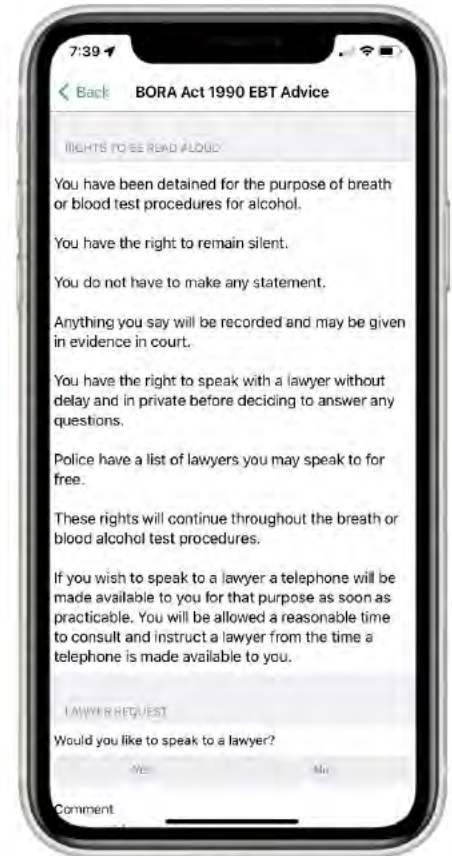 7:39
Back BORA Act 1990 EBT Advice
RIGHTS TO BE READ ALOUD
You have been detained for the purpose of breath
or blood test procedures for alcohol.
You have the right to remain silent.
You do not have to make any statement.
Anything you say will be recorded and may be given
in evidence in court.
You have the right to speak with a lawyer without
delay and in private before deciding to answer any
questions.
Police have a list of lawyers you may speak to for
free.
These rights will continue throughout the breath or
blood alcohol test procedures.
If you wish to speak to a lawyer a telephone will be
made available to you for that purpose as soon as
practicable. You will be allowed a reasonable time
to consult and instruct a lawyer from the time a
telephone is made available to you.
LAWYER REQUEST
Would you like to speak to a lawyer?
Yes No
Comment